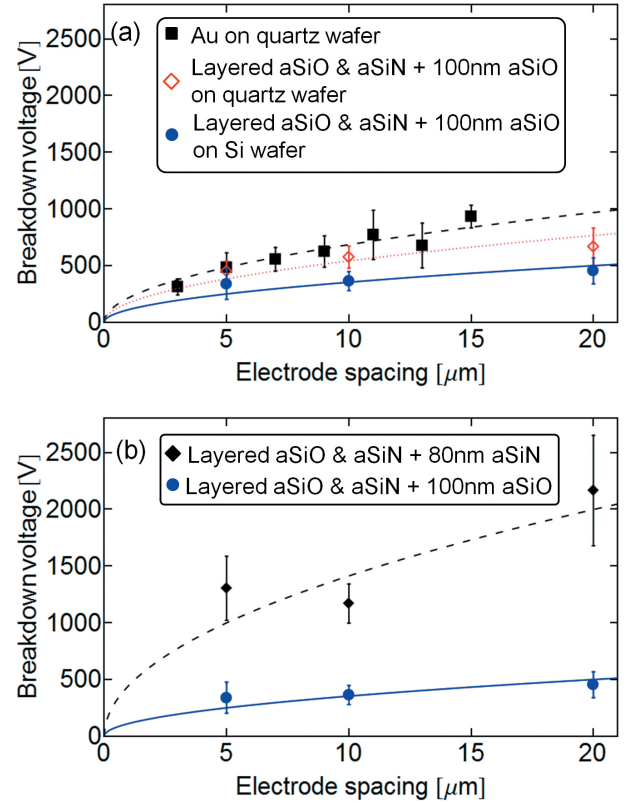 (a)
Au on quartz wafer
Layered aSiO & aSiN + 100nm aSiO
on quartz wafer
Layered aSiO & aSiN + 100nm aSiO
on Si wafer
Breakdown voltage [V]
2500
2000
1500
1000
500
0
0 5 10 15 20
Electrode spacing [μm]
(b)
Layered aSiO & aSiN + 80nm aSiN
Layered aSiO & aSiN + 100nm aSiO
Breakdown voltage [V]
2500
2000
1500
1000
500
0
0 5 10 15 20
Electrode spacing [μm]